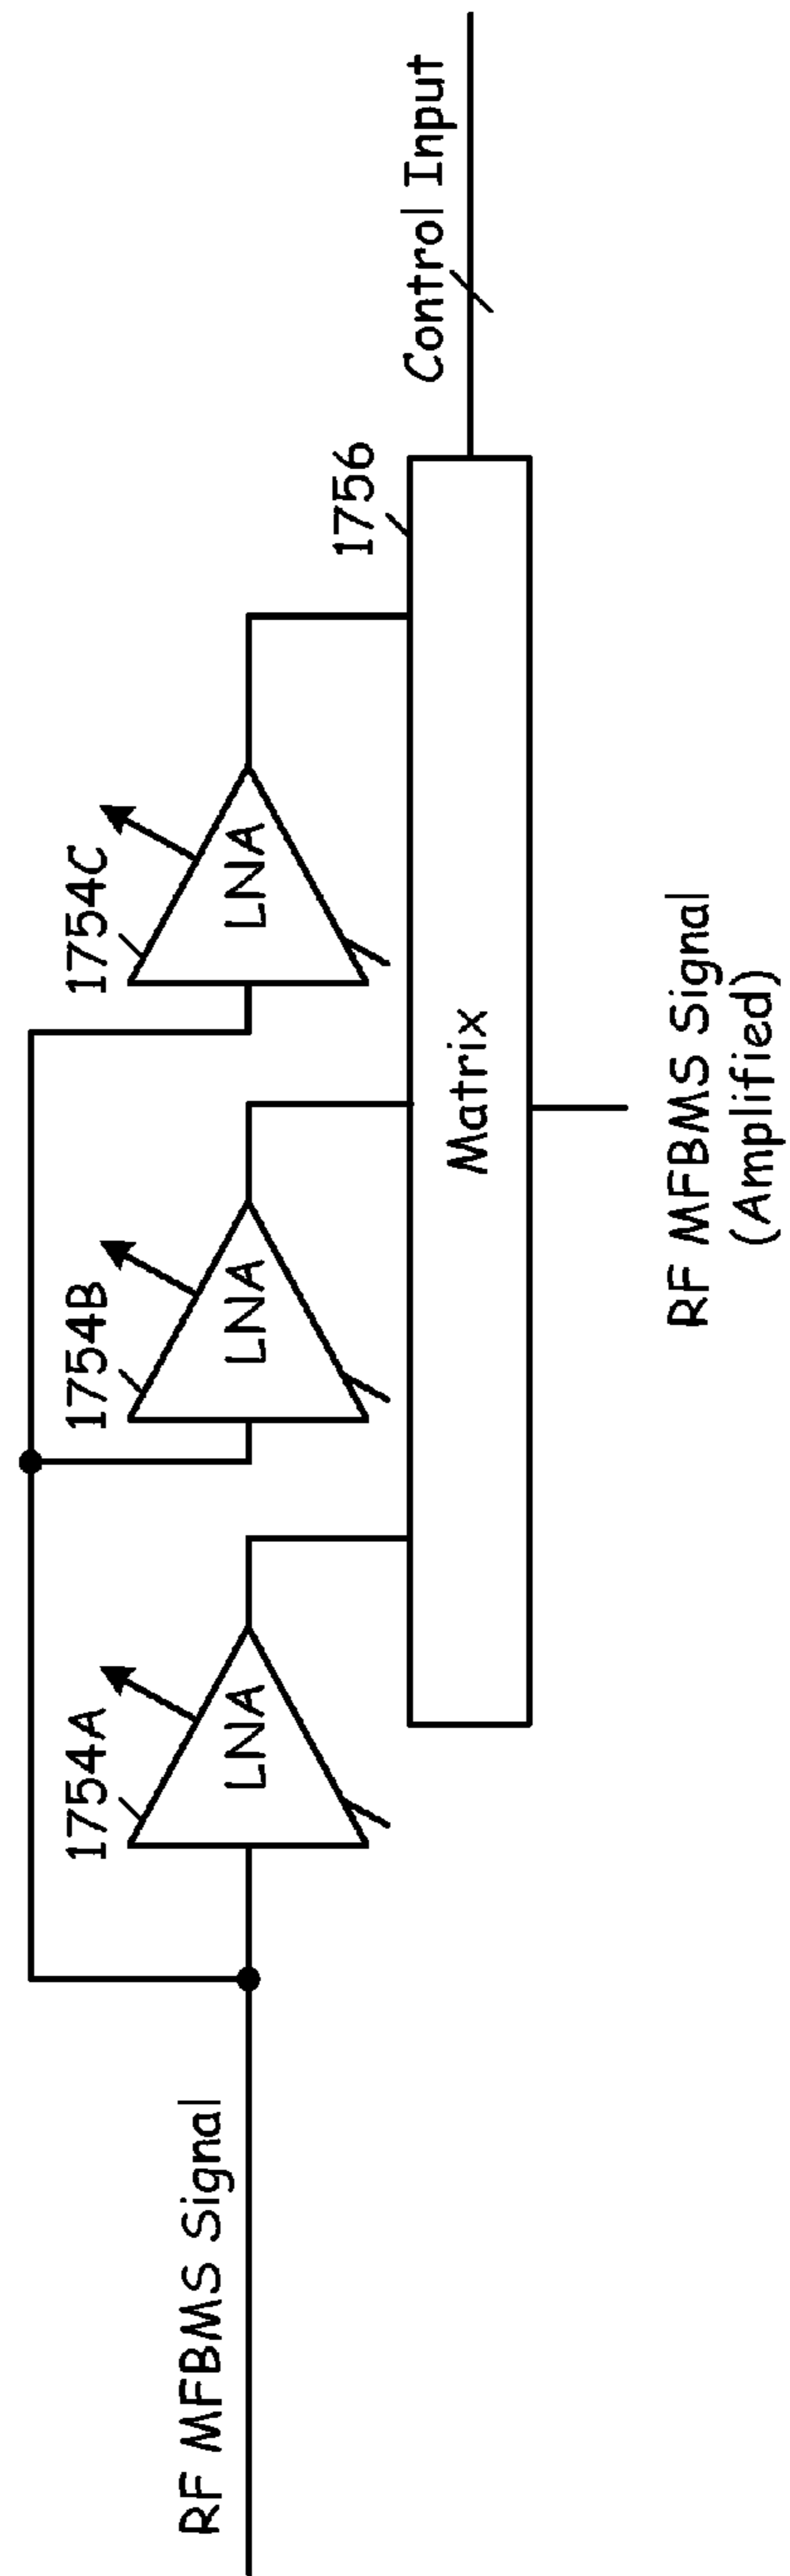 1754A
1754B
1754C
LNA
LNA
LNA
1756
RF MFBMS Signal
Control Input
Matrix
RF MFBMS Signal
(Amplified)